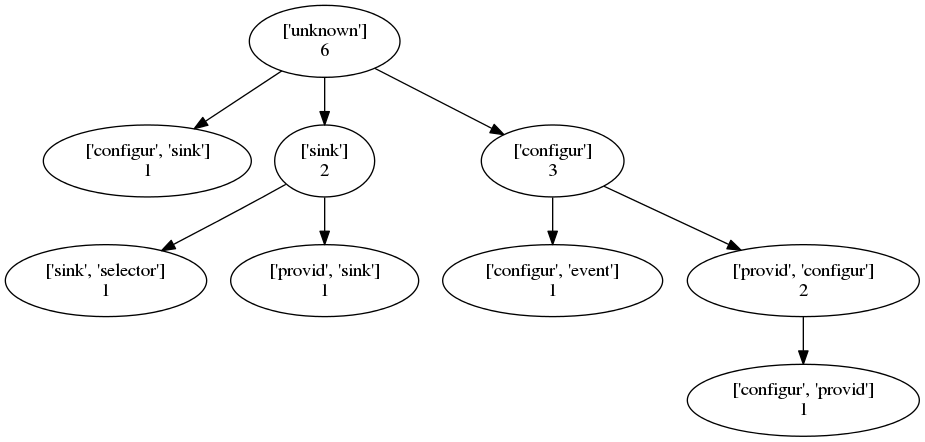 ['unknown']
6
['configur', 'sink']
1
['sink']
2
['configur']
3
['sink', 'selector']
1
['provid', 'sink']
1
['configur', 'event']
1
['provid', 'configur']
2
['configur', 'provid']
1